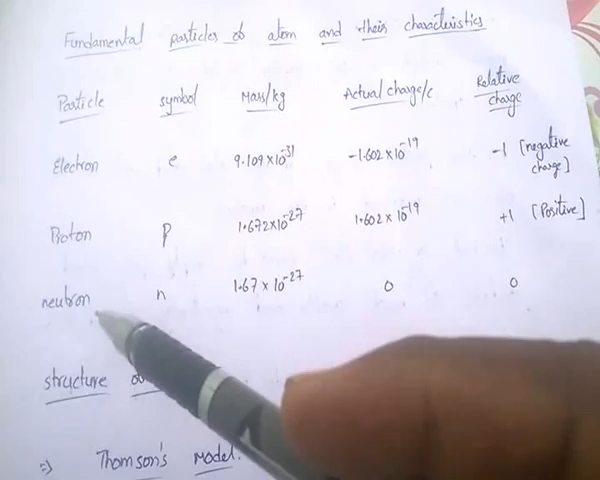 Fundamental particles of atom and their characteristics
Particle symbol Mass/kg Actual charge/c Relative charge
Electron e 9.109 x 10^-31 -1.602 x 10^-19 -1 [negative charge]
Proton p 1.672 x 10^-27 1.602 x 10^-19 +1 [Positive]
neutron n 1.67 x 10^-27 0 0
structure
=> Thomson's Model.